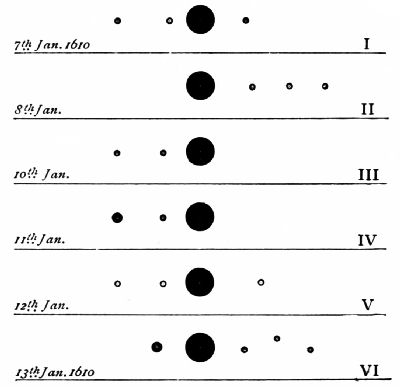 7th Jan. 1610 I
8th Jan. II
10th Jan. III
11th Jan. IV
12th Jan. V
13th Jan. 1610 VI